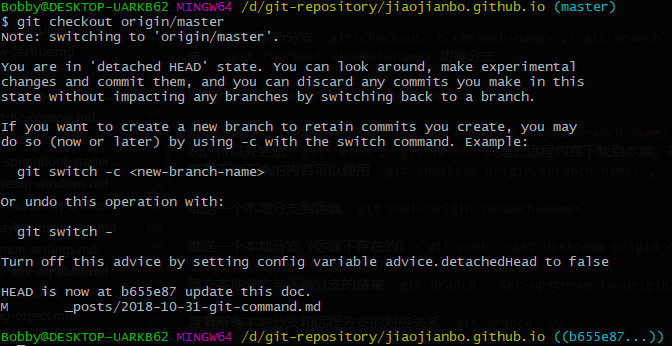 Bobby@DESKTOP-UARKB62 MINGW64 /d/git-repository/jiaojianbo.github.io (master)
$ git checkout origin/master
Note: switching to 'origin/master'.
You are in 'detached HEAD' state. You can look around, make experimental
changes and commit them, and you can discard any commits you make in this
state without impacting any branches by switching back to a branch.
If you want to create a new branch to retain commits you create, you may
do so (now or later) by using -c with the switch command. Example:
git switch -c <new-branch-name>
Or undo this operation with:
git switch -
Turn off this advice by setting config variable advice.detachedHead to false
HEAD is now at b655e87 update this doc.
M _posts/2018-10-31-git-command.md
Bobby@DESKTOP-UARKB62 MINGW64 /d/git-repository/jiaojianbo.github.io ((b655e87...))